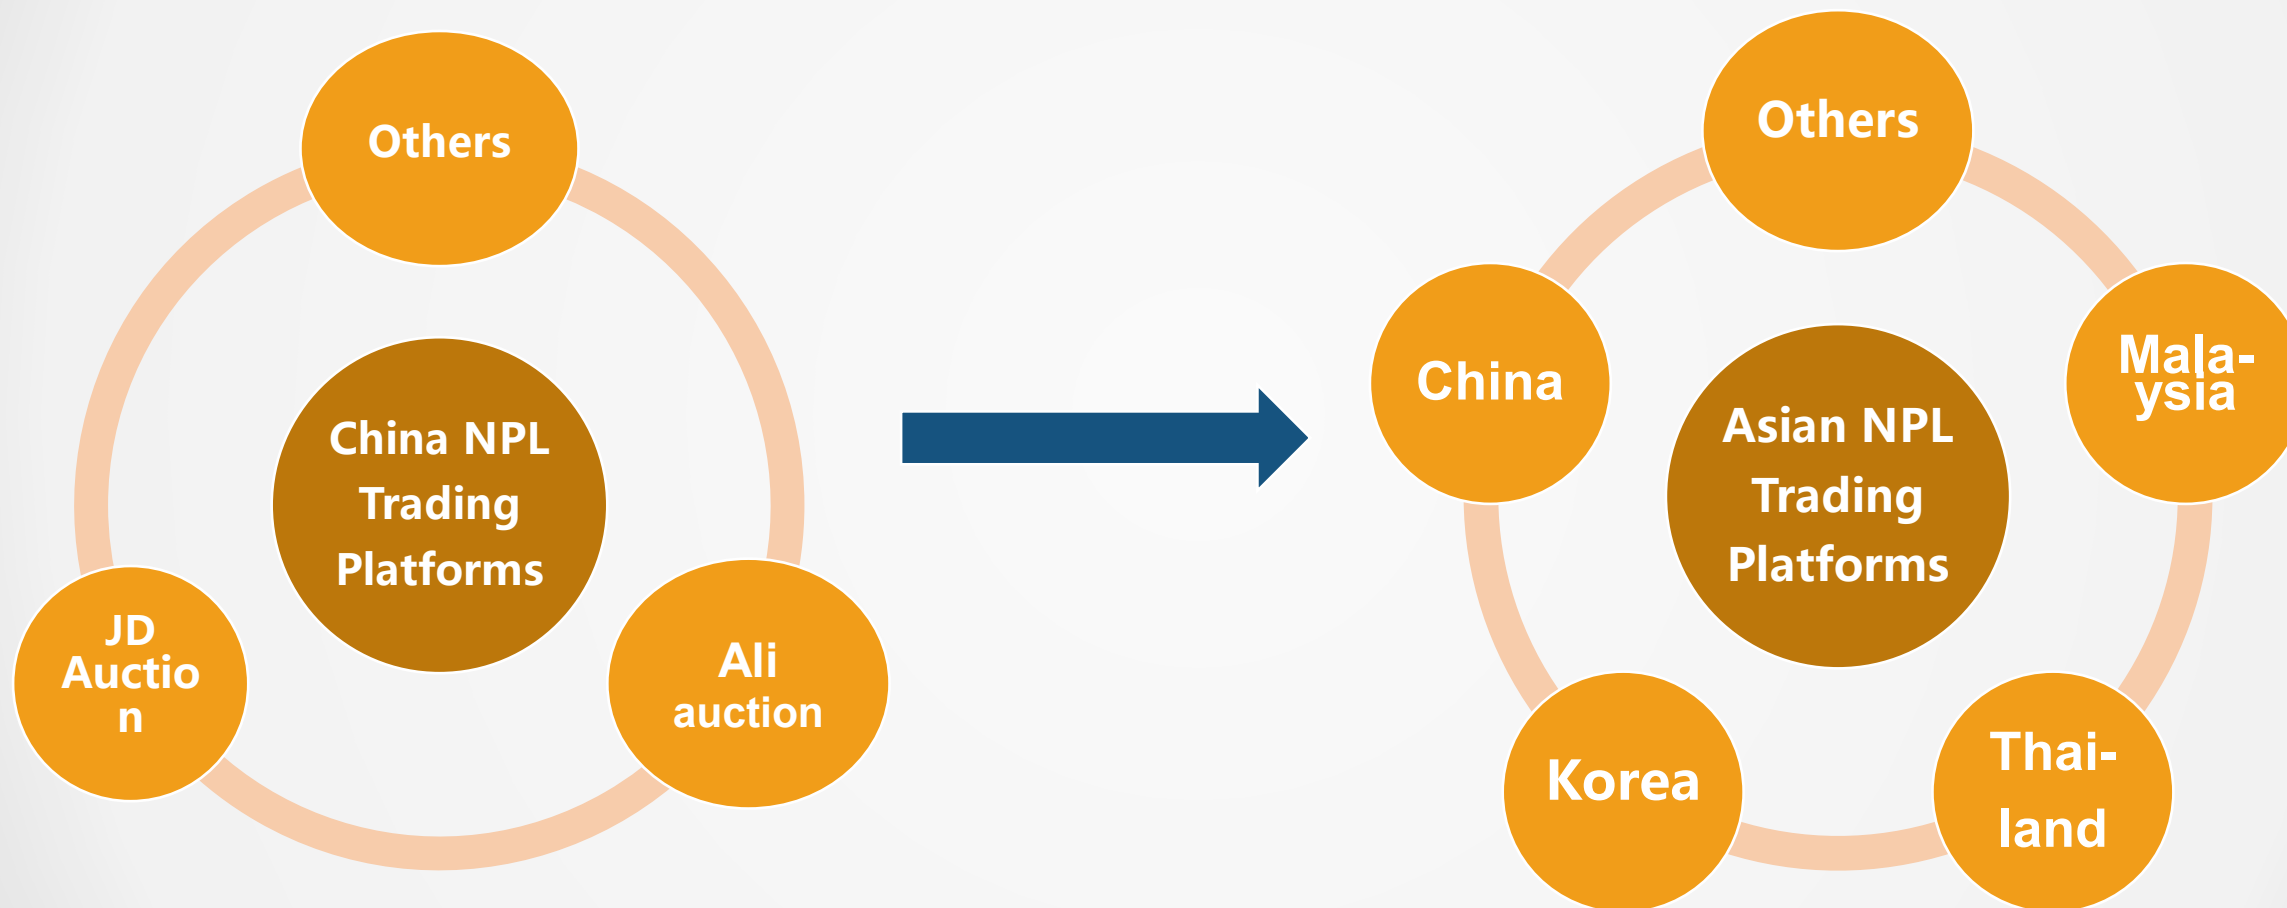 Others
China NPL
Trading
Platforms
JD
Auctio
n
Ali
auction
Others
China
Mala-
ysia
Asian NPL
Trading
Platforms
Korea
Thai-
land